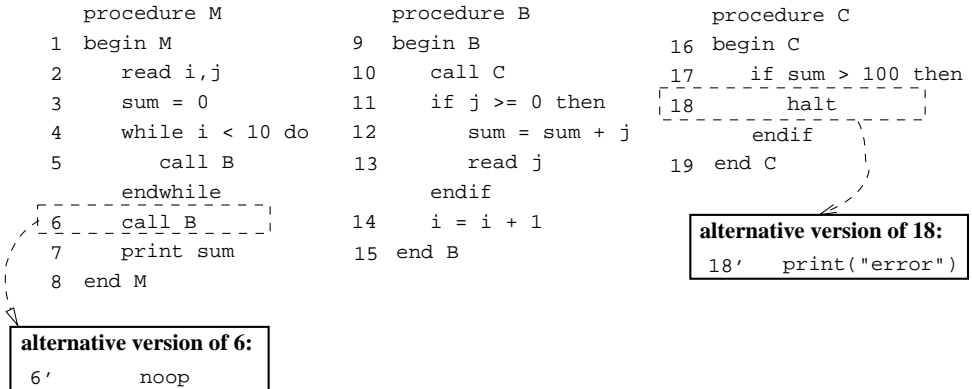 procedure M
1 begin M
2 read i,j
3 sum = 0
4 while i < 10 do
5 call B
endwhile
6 call B
7 print sum
8 end M
alternative version of 6:
6' noop
procedure B
9 begin B
10 call C
11 if j >= 0 then
12 sum = sum + j
13 read j
endif
14 i = i + 1
15 end B
procedure C
16 begin C
17 if sum > 100 then
18 halt
endif
19 end C
alternative version of 18:
18' print("error")